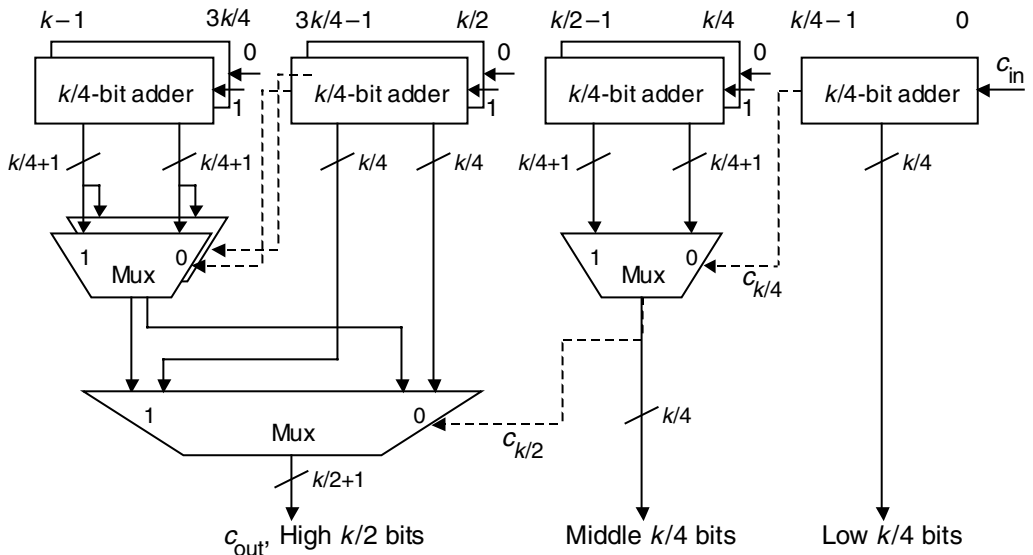 k−1 3k/4 3k/4−1 k/2 k/2−1 k/4 k/4−1 0
0 0 0
k/4-bit adder k/4-bit adder k/4-bit adder k/4-bit adder c_in
1 1 1
k/4+1 k/4+1 k/4 k/4 k/4+1 k/4+1 k/4
1 0 1 0
Mux Mux c_k/4
1 0
Mux c_k/2 k/4
k/2+1
c_out, High k/2 bits Middle k/4 bits Low k/4 bits